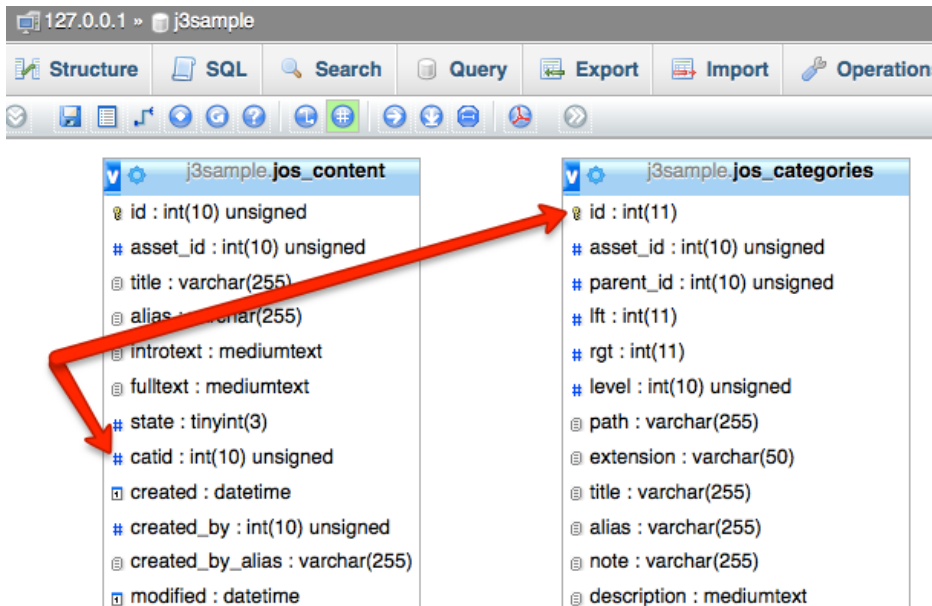 127.0.0.1 » j3sample
Structure SQL Search Query Export Import Operation
j3sample.jos_content
id : int(10) unsigned
asset_id : int(10) unsigned
title : varchar(255)
alias : varchar(255)
introtext : mediumtext
fulltext : mediumtext
state : tinyint(3)
catid : int(10) unsigned
created : datetime
created_by : int(10) unsigned
created_by_alias : varchar(255)
modified : datetime
j3sample.jos_categories
id : int(11)
asset_id : int(10) unsigned
parent_id : int(10) unsigned
lft : int(11)
rgt : int(11)
level : int(10) unsigned
path : varchar(255)
extension : varchar(50)
title : varchar(255)
alias : varchar(255)
note : varchar(255)
description : mediumtext